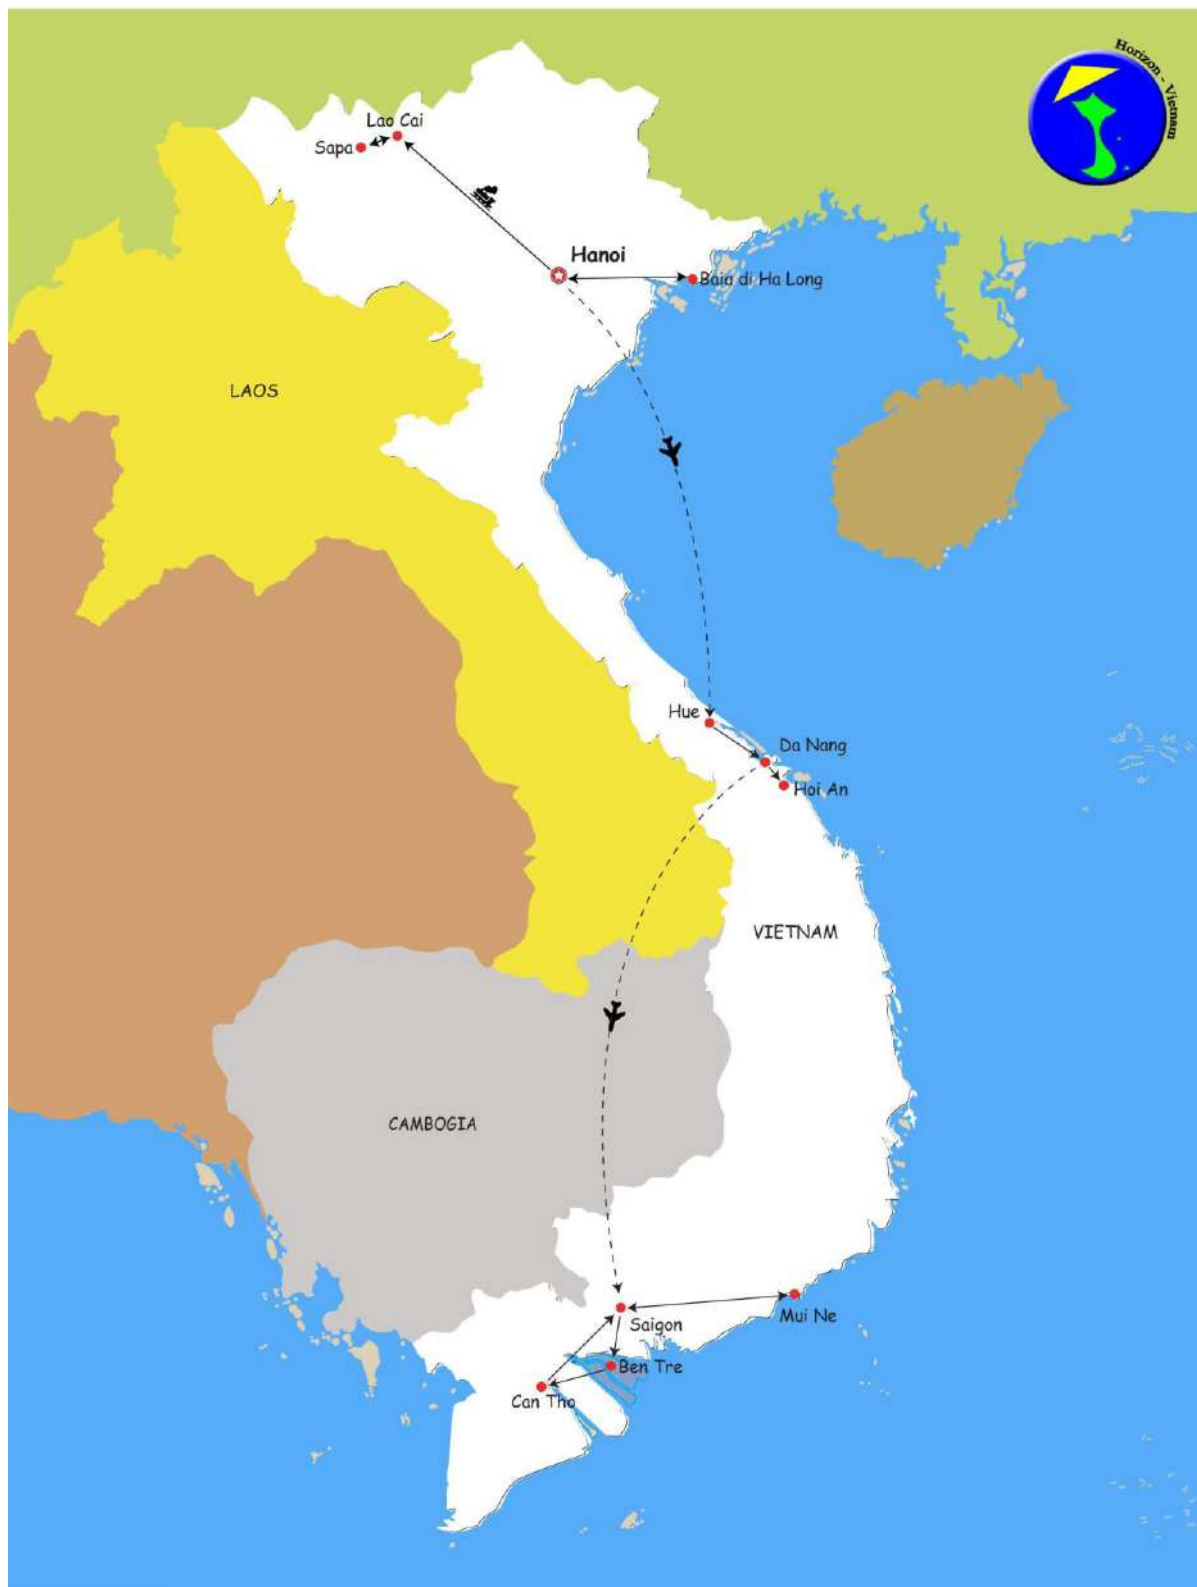 Horizon - Vietnam
Lao Cai
Sapa
Hanoi
Baia di Ha Long
LAOS
Hue
Da Nang
Hoi An
VIETNAM
CAMBOGIA
Saigon
Mui Ne
Ben Tre
Can Tho